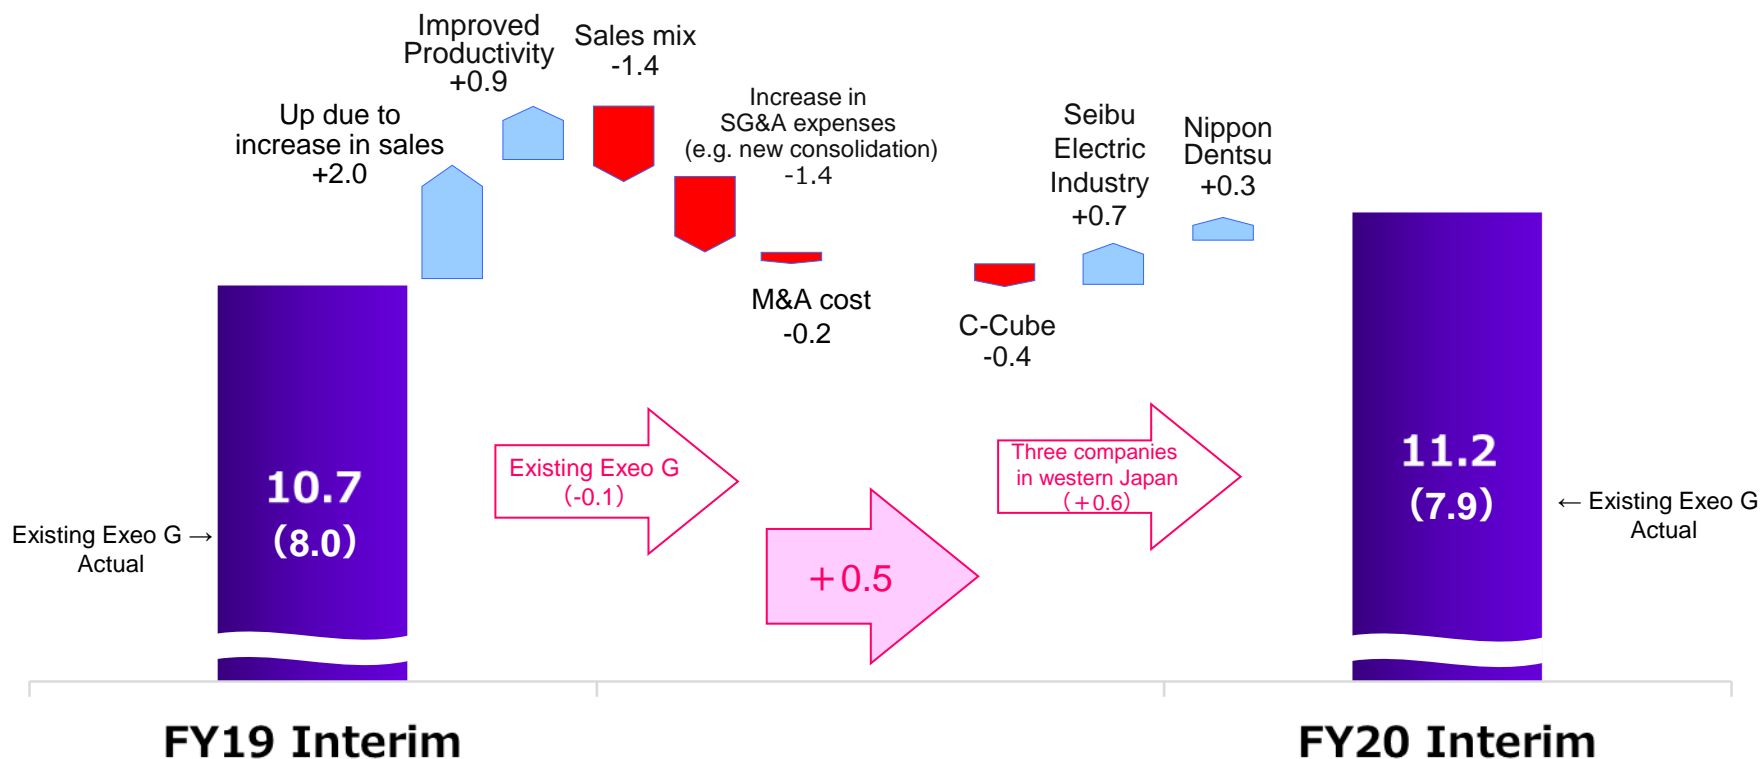 Improved
Productivity
+0.9
Sales mix
-1.4
Up due to
increase in sales
+2.0
Increase in
SG&A expenses
(e.g. new consolidation)
-1.4
Seibu
Electric
Industry
+0.7
Nippon
Dentsu
+0.3
M&A cost
-0.2
C-Cube
-0.4
10.7
(8.0)
Existing Exeo G →
Actual
Existing Exeo G
(-0.1)
+0.5
Three companies
in western Japan
(+0.6)
11.2
(7.9)
← Existing Exeo G
Actual
FY19 Interim
FY20 Interim